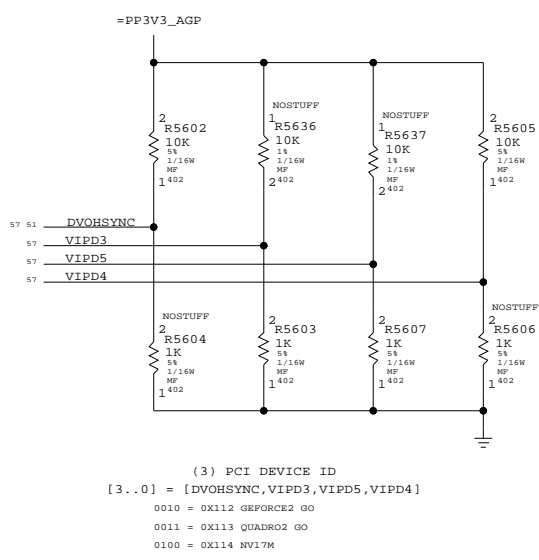 =PP3V3_AGP
2
R5602
10K
5%
1/16W
MF
1 402
NOSTUFF
1
R5636
10K
1%
1/16W
MF
2 402
NOSTUFF
1
R5637
10K
1%
1/16W
MF
2 402
2
R5605
10K
5%
1/16W
MF
1 402
57 51 DVOHSYNC
57 VIPD3
57 VIPD5
57 VIPD4
NOSTUFF
2
R5604
1K
5%
1/16W
MF
1 402
2
R5603
1K
5%
1/16W
MF
1 402
2
R5607
1K
5%
1/16W
MF
1 402
NOSTUFF
2
R5606
1K
5%
1/16W
MF
1 402
(3) PCI DEVICE ID
[3..0] = [DVOHSYNC,VIPD3,VIPD5,VIPD4]
0010 = 0X112 GEFORCE2 GO
0011 = 0X113 QUADRO2 GO
0100 = 0X114 NV17M